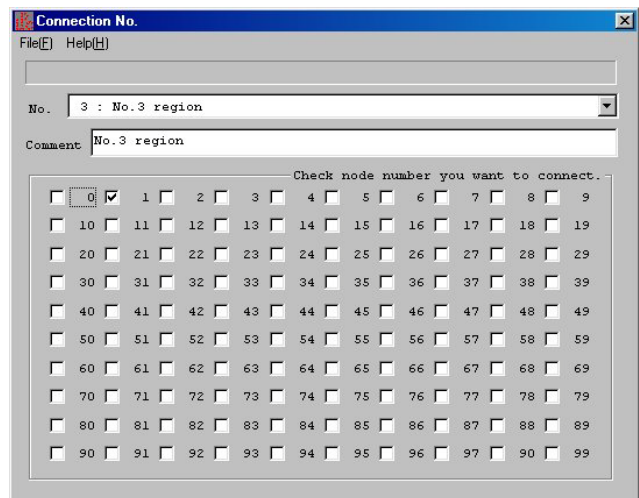 Connection No.
File(F) Help(H)
No. 3 : No.3 region
Comment No.3 region
Check node number you want to connect.
0 1 2 3 4 5 6 7 8 9
10 11 12 13 14 15 16 17 18 19
20 21 22 23 24 25 26 27 28 29
30 31 32 33 34 35 36 37 38 39
40 41 42 43 44 45 46 47 48 49
50 51 52 53 54 55 56 57 58 59
60 61 62 63 64 65 66 67 68 69
70 71 72 73 74 75 76 77 78 79
80 81 82 83 84 85 86 87 88 89
90 91 92 93 94 95 96 97 90 99